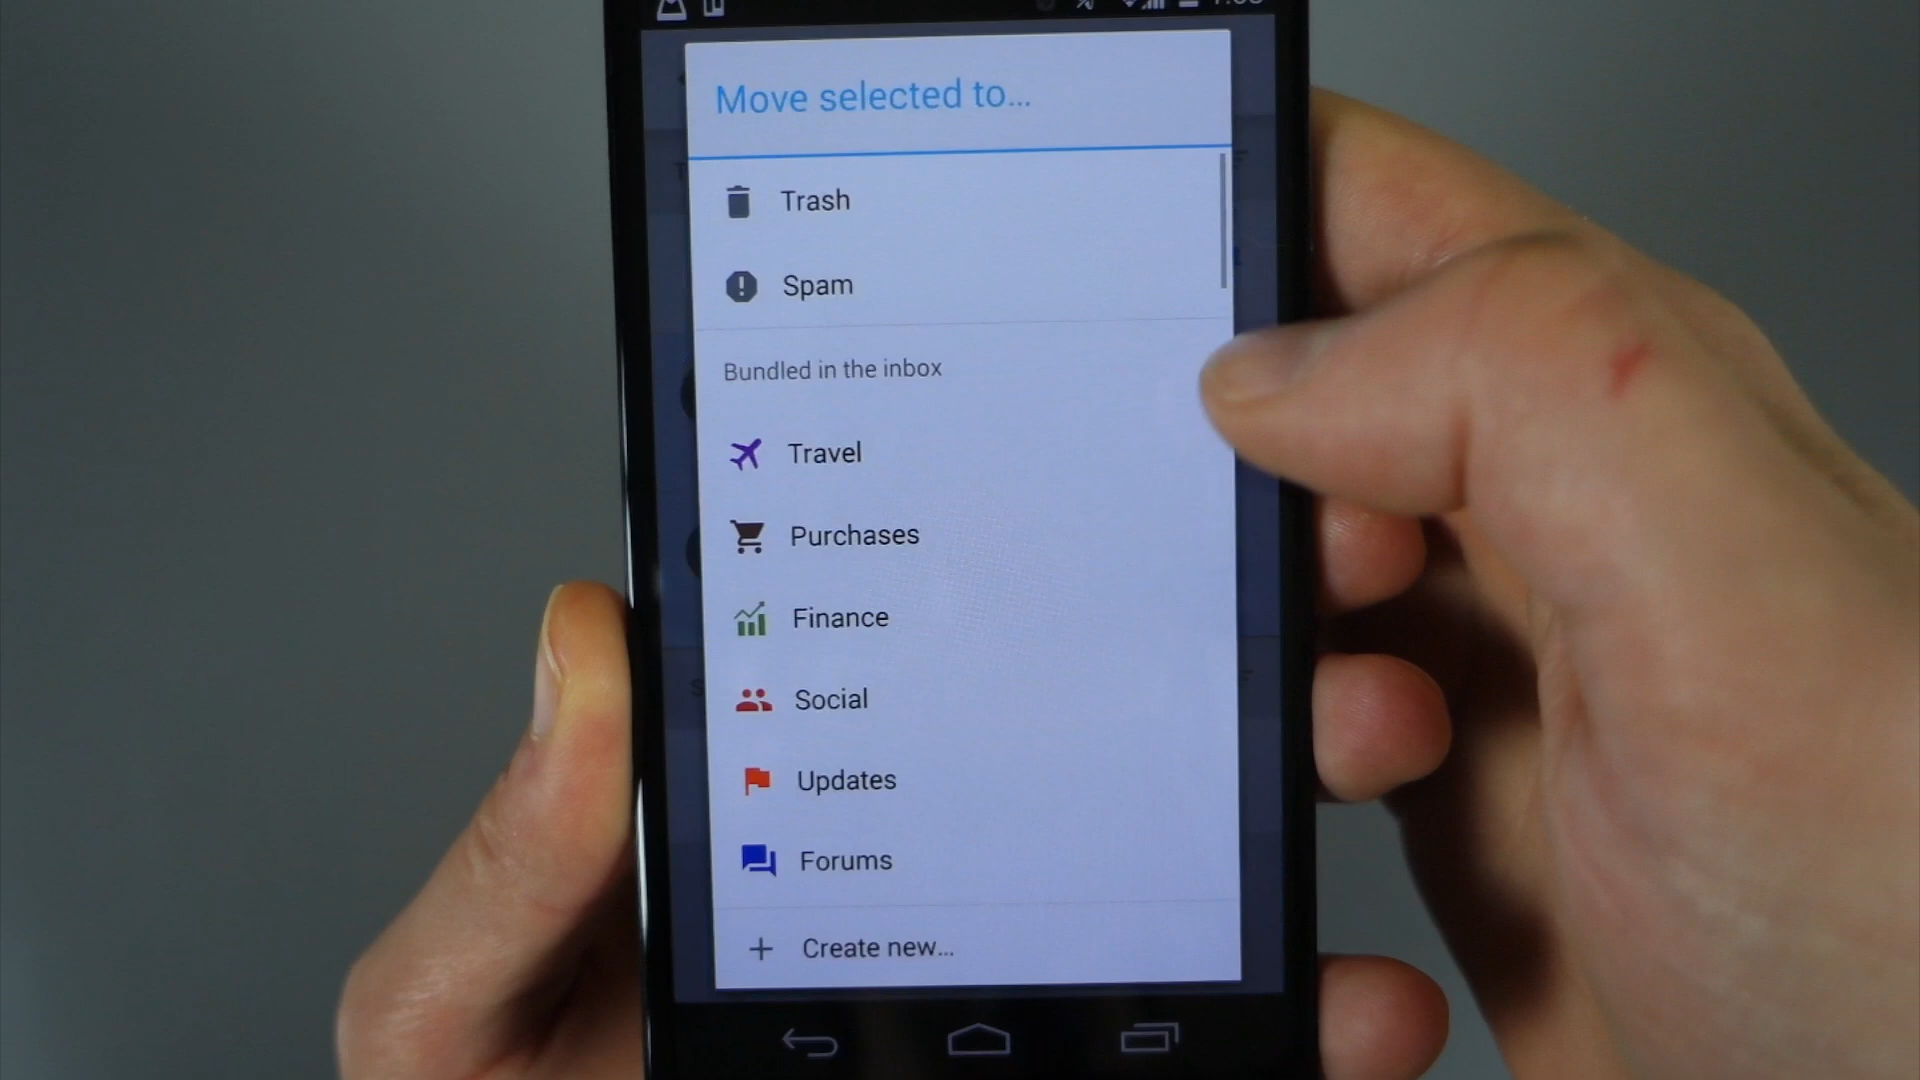 Move selected to...
Trash
Spam
Bundled in the inbox
Travel
Purchases
Finance
Social
Updates
Forums
Create new...